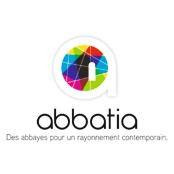 abbatia
Des abbayes pour un rayonnement contemporain.